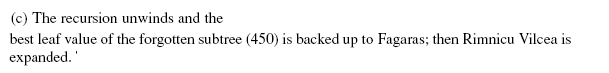 (c) The recursion unwinds and the
best leaf value of the forgotten subtree (450) is backed up to Fagaras; then Rimnicu Vilcea is
expanded. '